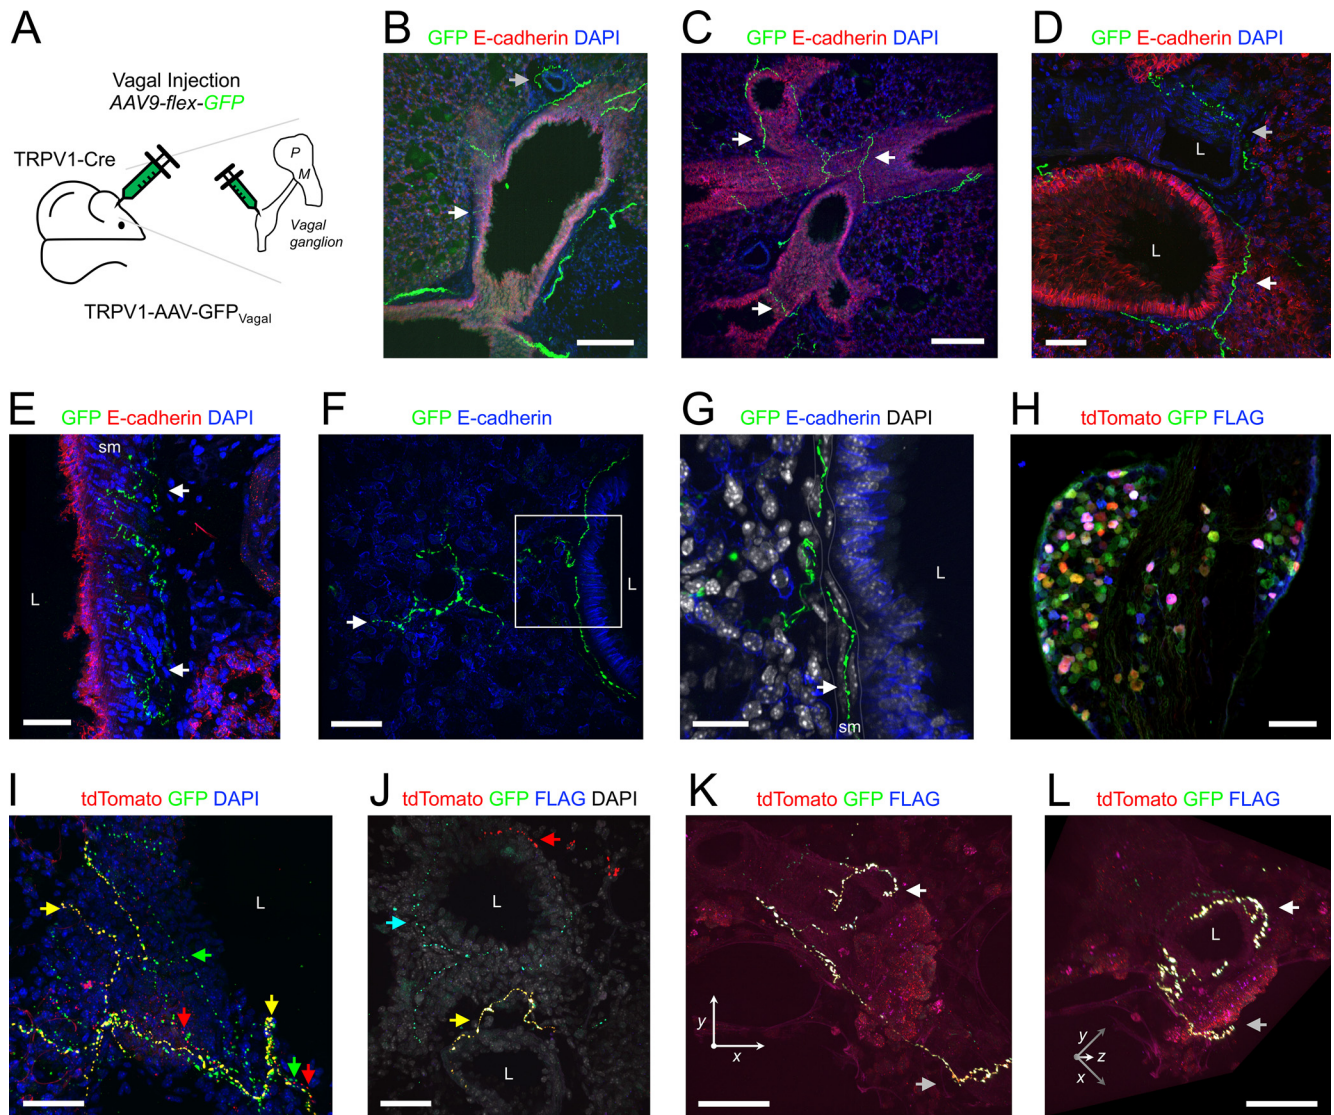 A
Vagal Injection
AAV9-flex-GFP
TRPV1-Cre
P
M
Vagal
ganglion
TRPV1-AAV-GFPVagal
B
GFP E-cadherin DAPI
C
GFP E-cadherin DAPI
D
GFP E-cadherin DAPI
L
L
E
GFP E-cadherin DAPI
sm
L
F
GFP E-cadherin
L
G
GFP E-cadherin DAPI
L
sm
H
tdTomato GFP FLAG
I
tdTomato GFP DAPI
L
J
tdTomato GFP FLAG DAPI
L
L
K
tdTomato GFP FLAG
y
x
L
tdTomato GFP FLAG
L
y
z
x